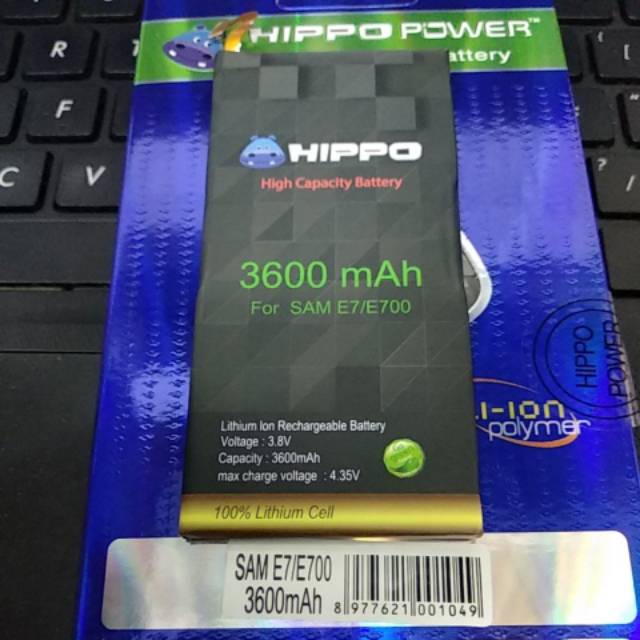 HIPPO POWER™
attery
HIPPO
High Capacity Battery
3600 mAh
For SAM E7/E700
Lithium Ion Rechargeable Battery
Voltage : 3.8V
Capacity : 3600mAh
max charge voltage : 4.35V
100% Lithium Cell
LI-ION
polymer
HIPPO
POWER
SAM E7/E700
3600mAh
8 977621 001049
R
T
F
C
V